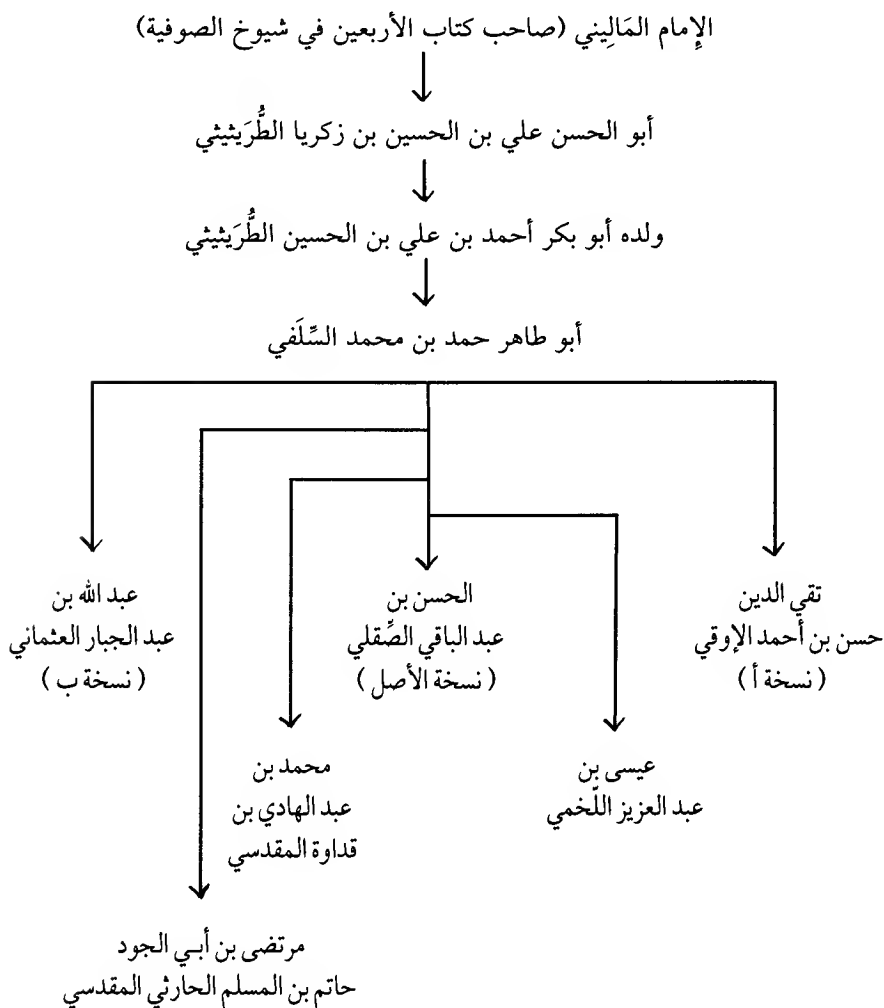 الإمام المَالِيني (صاحب كتاب الأربعين في شيوخ الصوفية)
أبو الحسن علي بن الحسين بن زكريا الطُّرَيثيثي
ولده أبو بكر أحمد بن علي بن الحسين الطُّرَيثيثي
أبو طاهر حمد بن محمد السِّلَفي
تقي الدين
حسن بن أحمد الإوقي
( نسخة أ )
الحسن بن
عبد الباقي الصِّقلي
( نسخة الأصل )
عبد الله بن
عبد الجبار العثماني
( نسخة ب )
عيسى بن
عبد العزيز اللّخمي
محمد بن
عبد الهادي بن
قداوة المقدسي
مرتضى بن أبي الجود
حاتم بن المسلم الحارثي المقدسي